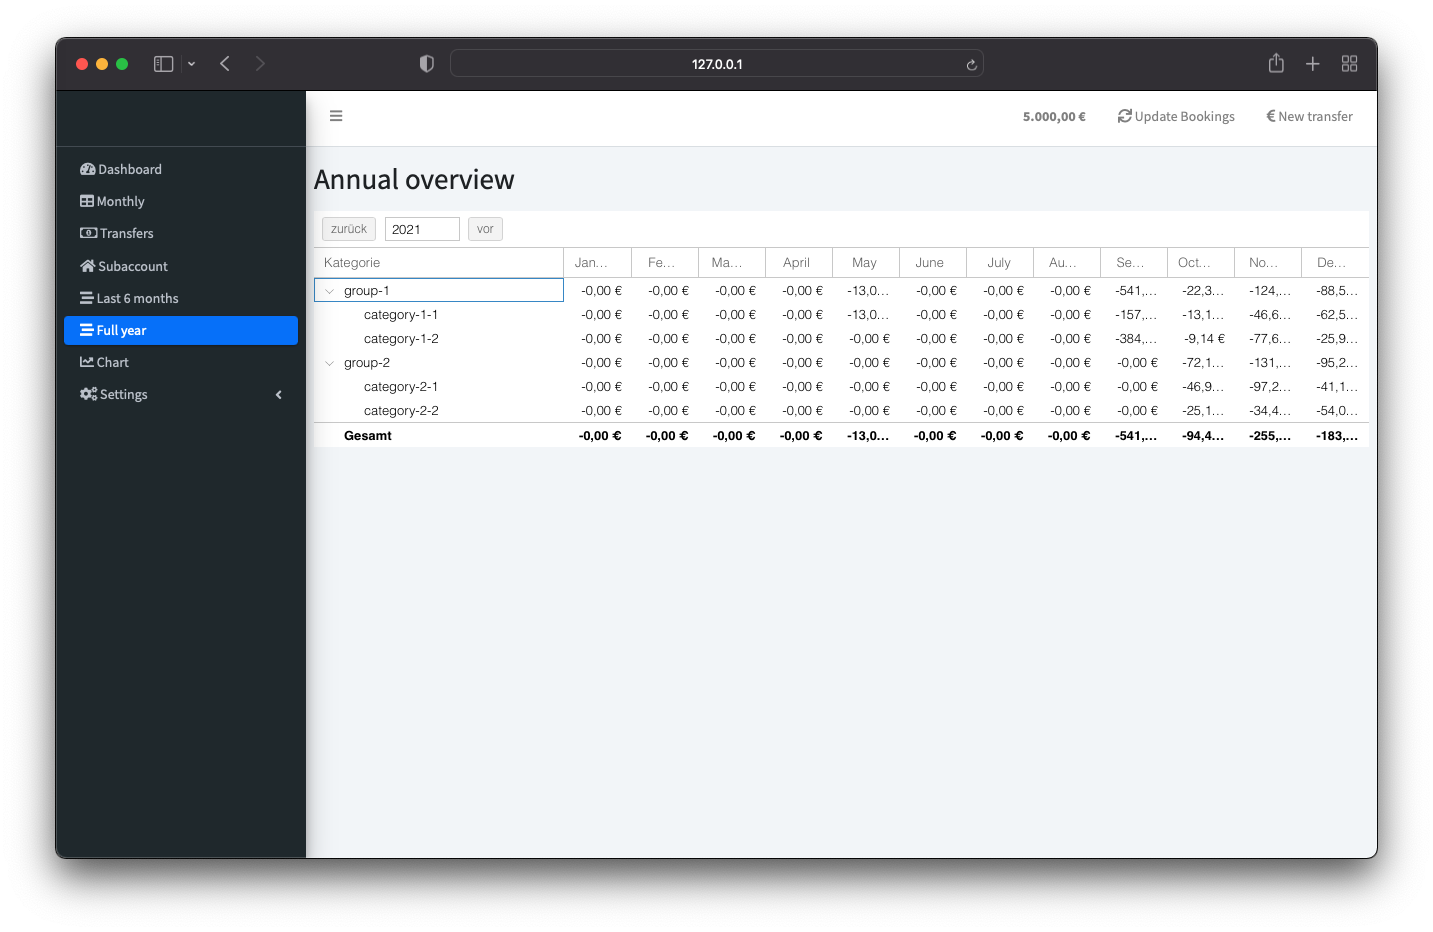 127.0.0.1
5.000,00 € Update Bookings € New transfer
Dashboard
Monthly
Transfers
Subaccount
Last 6 months
Full year
Chart
Settings
Annual overview
zurück 2021 vor
Kategorie Jan... Fe... Ma... April May June July Au... Se... Oct... No... De...
group-1 -0,00 € -0,00 € -0,00 € -0,00 € -13,0... -0,00 € -0,00 € -0,00 € -541,... -22,3... -124,... -88,5...
category-1-1 -0,00 € -0,00 € -0,00 € -0,00 € -13,0... -0,00 € -0,00 € -0,00 € -157,... -13,1... -46,6... -62,5...
category-1-2 -0,00 € -0,00 € -0,00 € -0,00 € -0,00 € -0,00 € -0,00 € -0,00 € -384,... -9,14 € -77,6... -25,9...
group-2 -0,00 € -0,00 € -0,00 € -0,00 € -0,00 € -0,00 € -0,00 € -0,00 € -0,00 € -72,1... -131,... -95,2...
category-2-1 -0,00 € -0,00 € -0,00 € -0,00 € -0,00 € -0,00 € -0,00 € -0,00 € -0,00 € -46,9... -97,2... -41,1...
category-2-2 -0,00 € -0,00 € -0,00 € -0,00 € -0,00 € -0,00 € -0,00 € -0,00 € -0,00 € -25,1... -34,4... -54,0...
Gesamt -0,00 € -0,00 € -0,00 € -0,00 € -13,0... -0,00 € -0,00 € -0,00 € -541,... -94,4... -255,... -183,...